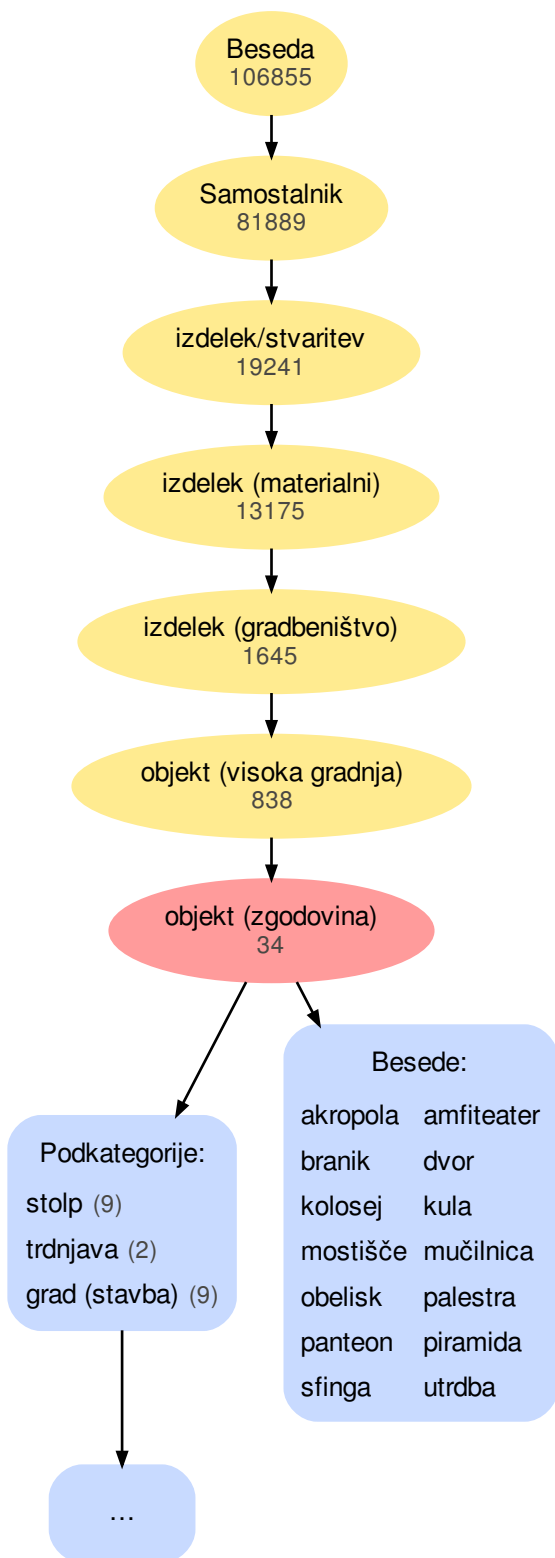 Beseda
106855
Samostalnik
81889
izdelek/stvaritev
19241
izdelek (materialni)
13175
izdelek (gradbeništvo)
1645
objekt (visoka gradnja)
838
objekt (zgodovina)
34
Podkategorije:
stolp (9)
trdnjava (2)
grad (stavba) (9)
...
Besede:
akropola amfiteater
branik dvor
kolosej kula
mostišče mučilnica
obelisk palestra
panteon piramida
sfinga utrdba